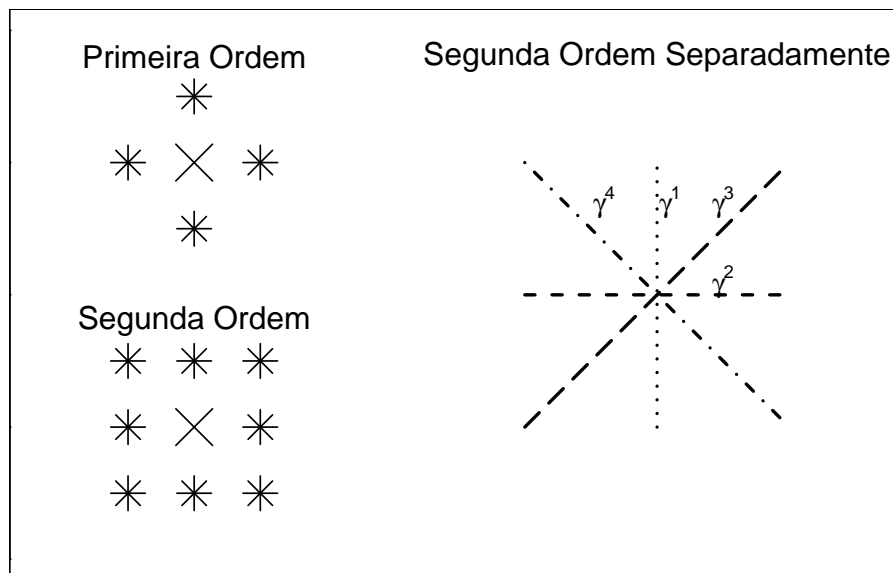 Primeira Ordem
Segunda Ordem
Segunda Ordem Separadamente
γ4 γ1 γ3
γ2